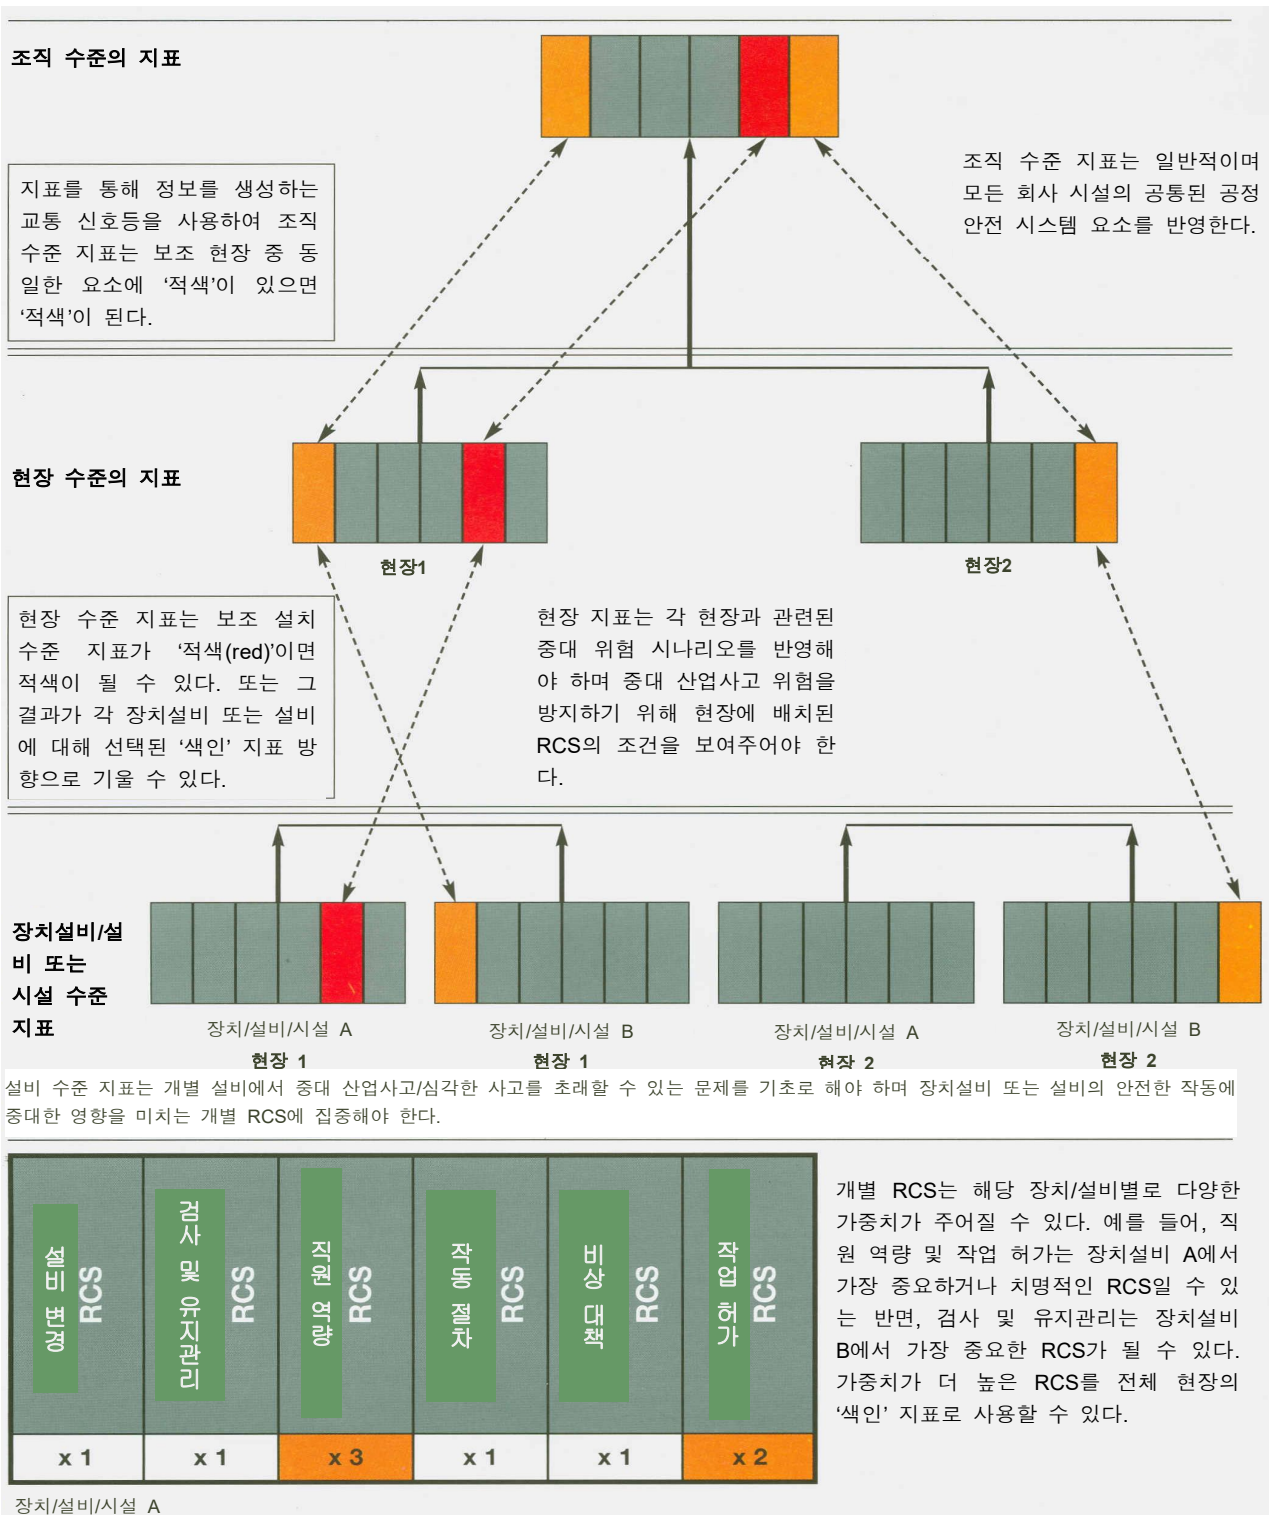 조직 수준의 지표
지표를 통해 정보를 생성하는
교통 신호등을 사용하여 조직
수준 지표는 보조 현장 중 동
일한 요소에 ‘적색’이 있으면
‘적색’이 된다.
조직 수준 지표는 일반적이며
모든 회사 시설의 공통된 공정
안전 시스템 요소를 반영한다.
현장 수준의 지표
현장1
현장2
현장 수준 지표는 보조 설치
수준 지표가 ‘적색(red)’이면
적색이 될 수 있다. 또는 그
결과가 각 장치설비 또는 설비
에 대해 선택된 ‘색인’ 지표 방
향으로 기울 수 있다.
현장 지표는 각 현장과 관련된
중대 위험 시나리오를 반영해
야 하며 중대 산업사고 위험을
방지하기 위해 현장에 배치된
RCS의 조건을 보여주어야 한
다.
장치설비/설
비 또는
시설 수준
지표
장치/설비/시설 A
현장 1
장치/설비/시설 B
현장 1
장치/설비/시설 A
현장 2
장치/설비/시설 B
현장 2
설비 수준 지표는 개별 설비에서 중대 산업사고/심각한 사고를 초래할 수 있는 문제를 기초로 해야 하며 장치설비 또는 설비의 안전한 작동에
중대한 영향을 미치는 개별 RCS에 집중해야 한다.
설비 변경
RCS
검사 및 유지관리
RCS
직원 역량
RCS
작동 절차
RCS
비상 대책
RCS
작업 허가
RCS
x 1
x 1
x 3
x 1
x 1
x 2
장치/설비/시설 A
개별 RCS는 해당 장치/설비별로 다양한
가중치가 주어질 수 있다. 예를 들어, 직
원 역량 및 작업 허가는 장치설비 A에서
가장 중요하거나 치명적인 RCS일 수 있
는 반면, 검사 및 유지관리는 장치설비
B에서 가장 중요한 RCS가 될 수 있다.
가중치가 더 높은 RCS를 전체 현장의
‘색인’ 지표로 사용할 수 있다.